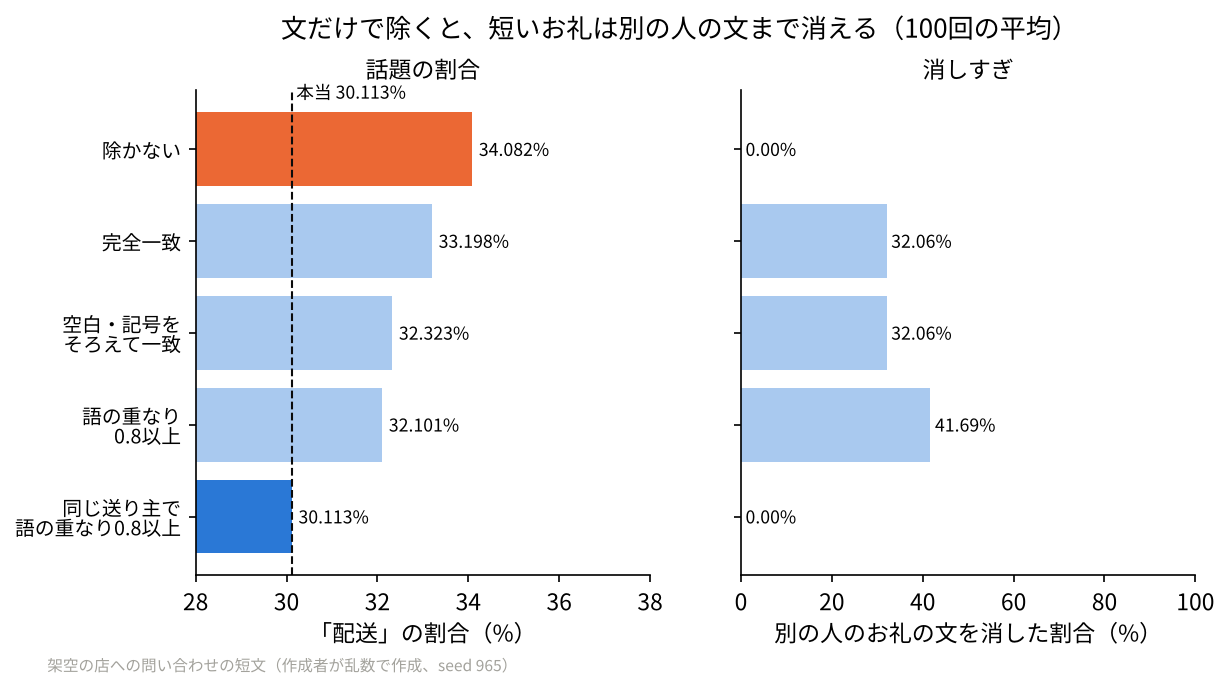 文だけで除くと、短いお礼は別の人の文まで消える（100回の平均）
話題の割合
本当 30.113%
除かない
34.082%
完全一致
33.198%
空白・記号を
そろえて一致
32.323%
語の重なり
0.8以上
32.101%
同じ送り主で
語の重なり0.8以上
30.113%
28 30 32 34 36 38
「配送」の割合（%）
消しすぎ
0.00%
32.06%
32.06%
41.69%
0.00%
0 20 40 60 80 100
別の人のお礼の文を消した割合（%）
架空の店への問い合わせの短文（作成者が乱数で作成、seed 965）